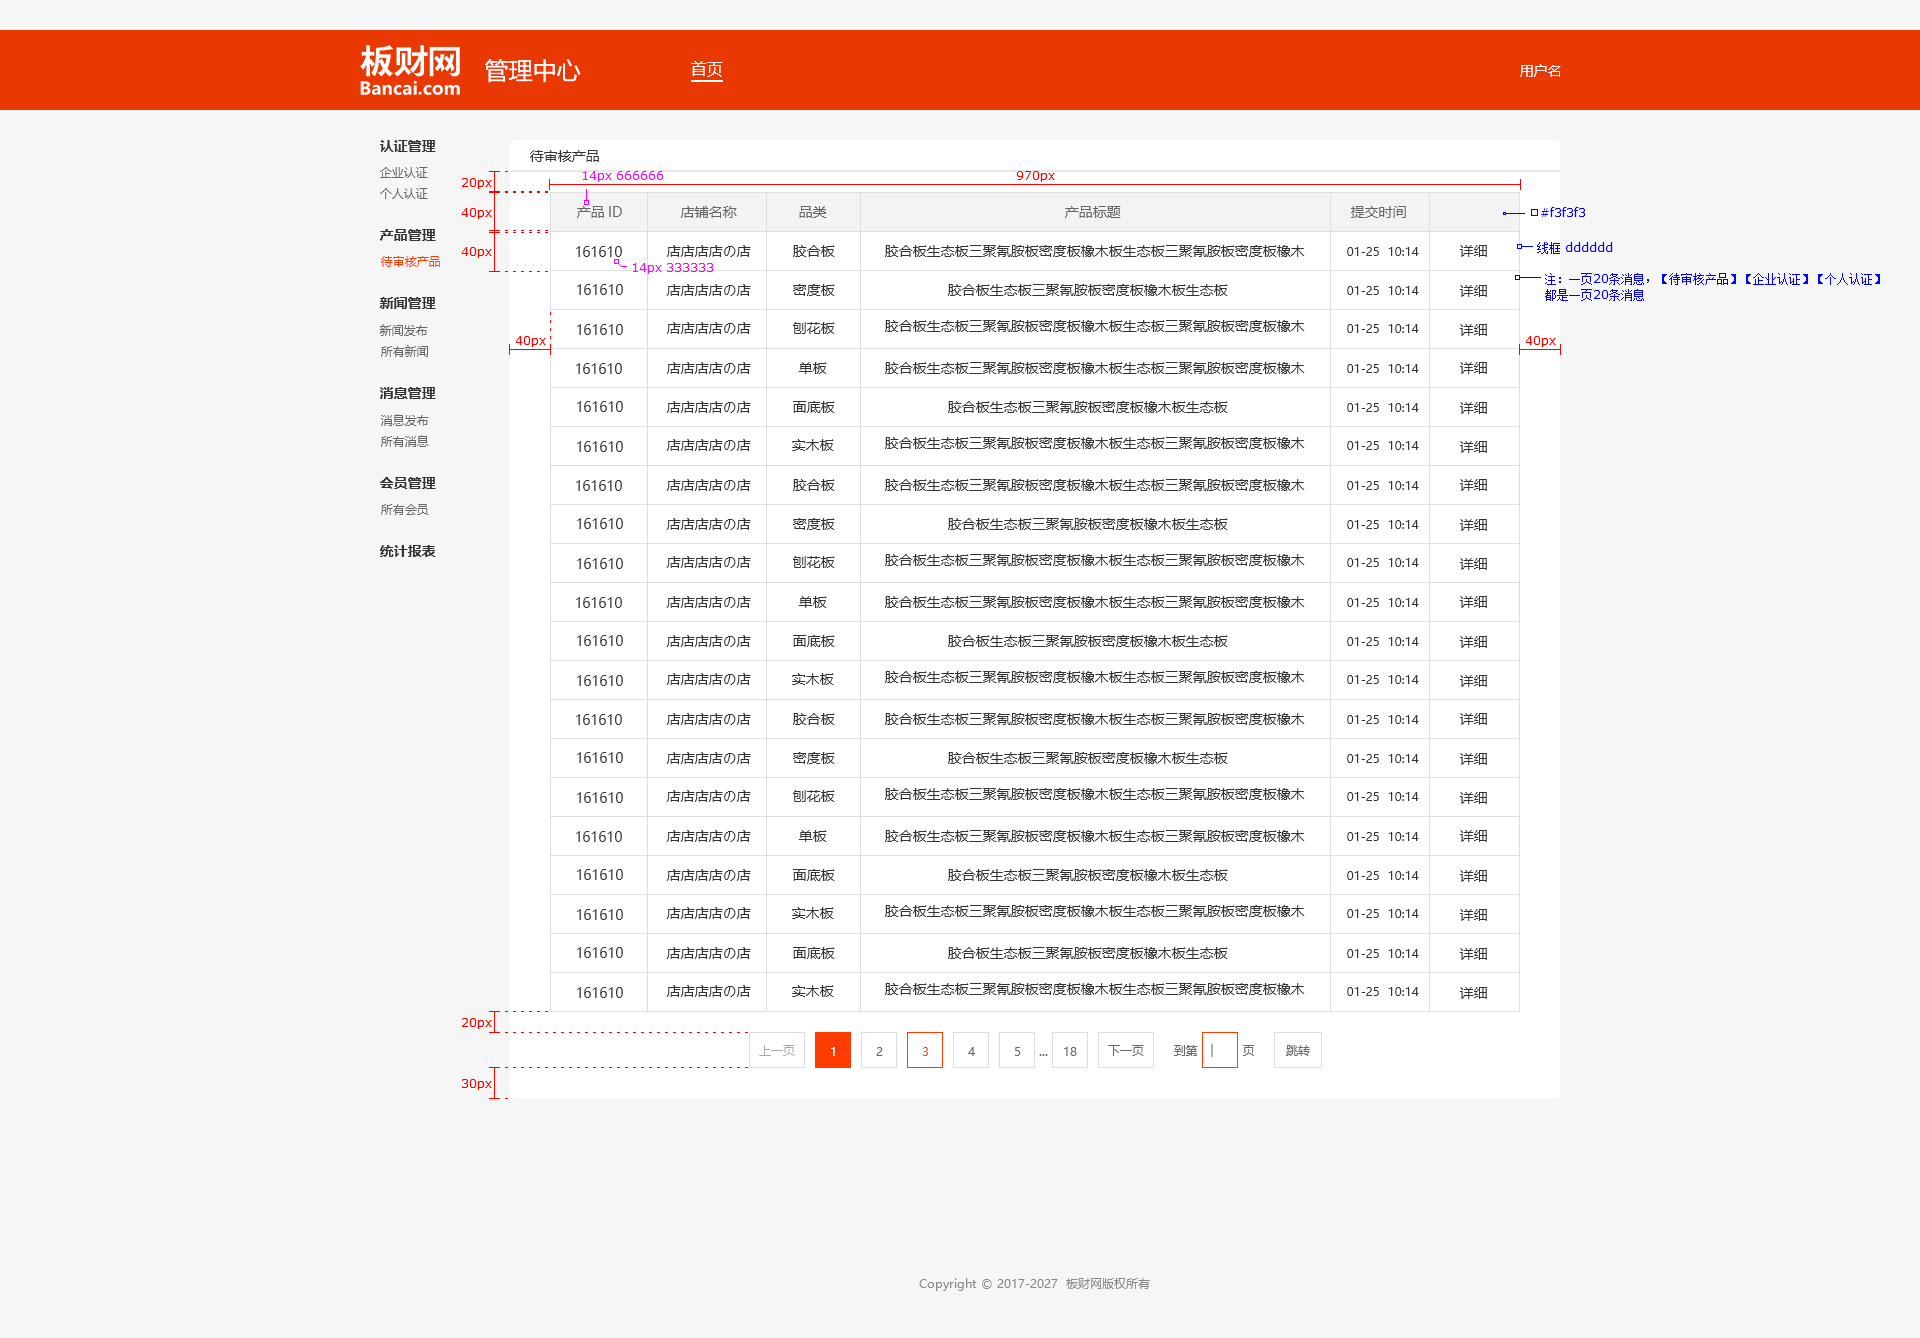 板财网
Bancai.com
管理中心 首页 用户名
认证管理
企业认证
个人认证
产品管理
待审核产品
新闻管理
新闻发布
所有新闻
消息管理
消息发布
所有消息
会员管理
所有会员
统计报表
待审核产品
14px 666666
970px
20px
40px
40px
产品 ID 店铺名称 品类 产品标题 提交时间
#f3f3f3
161610 店店店店の店 胶合板 胶合板生态板三聚氰胺板密度板橡木板生态板三聚氰胺板密度板橡木 01-25 10:14 详细
线框 dddddd
14px 333333
注：一页20条消息，【待审核产品】【企业认证】【个人认证】
都是一页20条消息
161610 店店店店の店 密度板 胶合板生态板三聚氰胺板密度板橡木板生态板 01-25 10:14 详细
161610 店店店店の店 刨花板 胶合板生态板三聚氰胺板密度板橡木板生态板三聚氰胺板密度板橡木 01-25 10:14 详细
40px
40px
161610 店店店店の店 单板 胶合板生态板三聚氰胺板密度板橡木板生态板三聚氰胺板密度板橡木 01-25 10:14 详细
161610 店店店店の店 面底板 胶合板生态板三聚氰胺板密度板橡木板生态板 01-25 10:14 详细
161610 店店店店の店 实木板 胶合板生态板三聚氰胺板密度板橡木板生态板三聚氰胺板密度板橡木 01-25 10:14 详细
161610 店店店店の店 胶合板 胶合板生态板三聚氰胺板密度板橡木板生态板三聚氰胺板密度板橡木 01-25 10:14 详细
161610 店店店店の店 密度板 胶合板生态板三聚氰胺板密度板橡木板生态板 01-25 10:14 详细
161610 店店店店の店 刨花板 胶合板生态板三聚氰胺板密度板橡木板生态板三聚氰胺板密度板橡木 01-25 10:14 详细
161610 店店店店の店 单板 胶合板生态板三聚氰胺板密度板橡木板生态板三聚氰胺板密度板橡木 01-25 10:14 详细
161610 店店店店の店 面底板 胶合板生态板三聚氰胺板密度板橡木板生态板 01-25 10:14 详细
161610 店店店店の店 实木板 胶合板生态板三聚氰胺板密度板橡木板生态板三聚氰胺板密度板橡木 01-25 10:14 详细
161610 店店店店の店 胶合板 胶合板生态板三聚氰胺板密度板橡木板生态板三聚氰胺板密度板橡木 01-25 10:14 详细
161610 店店店店の店 密度板 胶合板生态板三聚氰胺板密度板橡木板生态板 01-25 10:14 详细
161610 店店店店の店 刨花板 胶合板生态板三聚氰胺板密度板橡木板生态板三聚氰胺板密度板橡木 01-25 10:14 详细
161610 店店店店の店 单板 胶合板生态板三聚氰胺板密度板橡木板生态板三聚氰胺板密度板橡木 01-25 10:14 详细
161610 店店店店の店 面底板 胶合板生态板三聚氰胺板密度板橡木板生态板 01-25 10:14 详细
161610 店店店店の店 实木板 胶合板生态板三聚氰胺板密度板橡木板生态板三聚氰胺板密度板橡木 01-25 10:14 详细
161610 店店店店の店 面底板 胶合板生态板三聚氰胺板密度板橡木板生态板 01-25 10:14 详细
161610 店店店店の店 实木板 胶合板生态板三聚氰胺板密度板橡木板生态板三聚氰胺板密度板橡木 01-25 10:14 详细
20px
上一页 1 2 3 4 5 ... 18 下一页 到第 | 页 跳转
30px
Copyright © 2017-2027 板财网版权所有